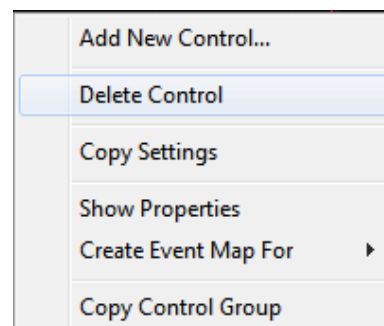 Add New Control...
Delete Control
Copy Settings
Show Properties
Create Event Map For
Copy Control Group